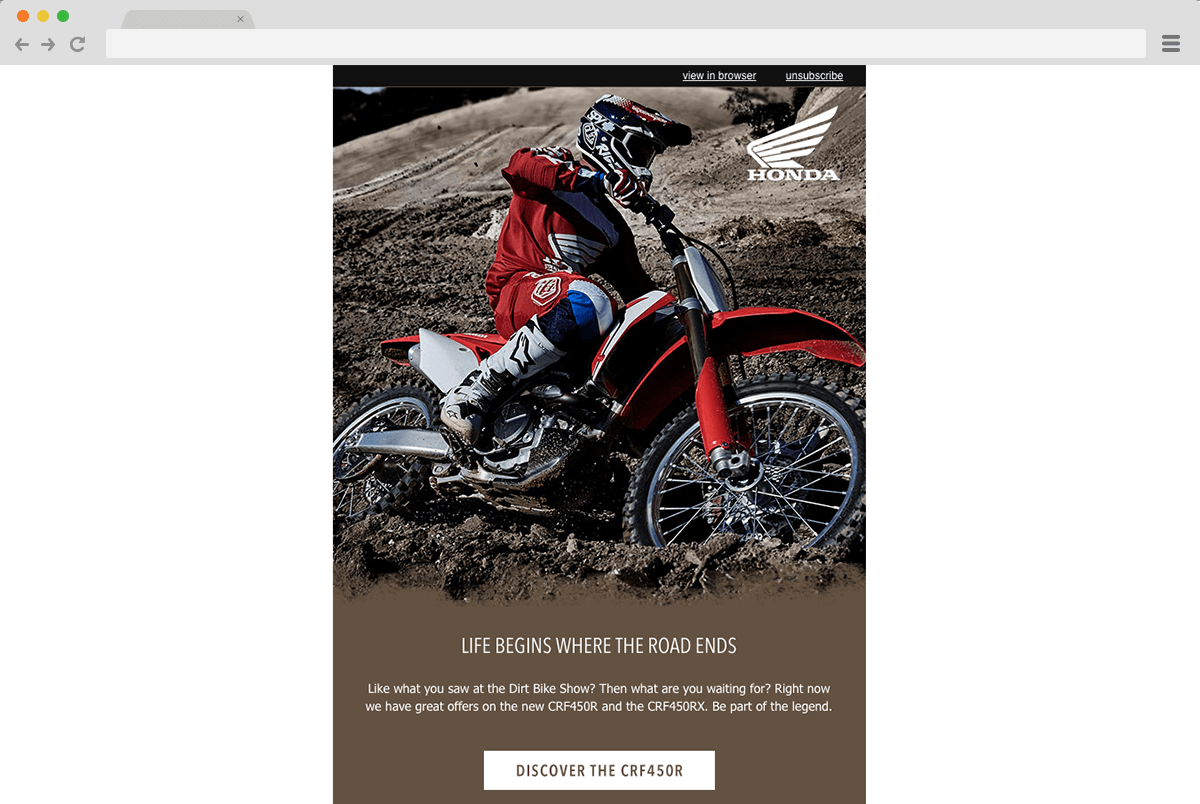 view in browser unsubscribe
HONDA
LIFE BEGINS WHERE THE ROAD ENDS
Like what you saw at the Dirt Bike Show? Then what are you waiting for? Right now
we have great offers on the new CRF450R and the CRF450RX. Be part of the legend.
DISCOVER THE CRF450R